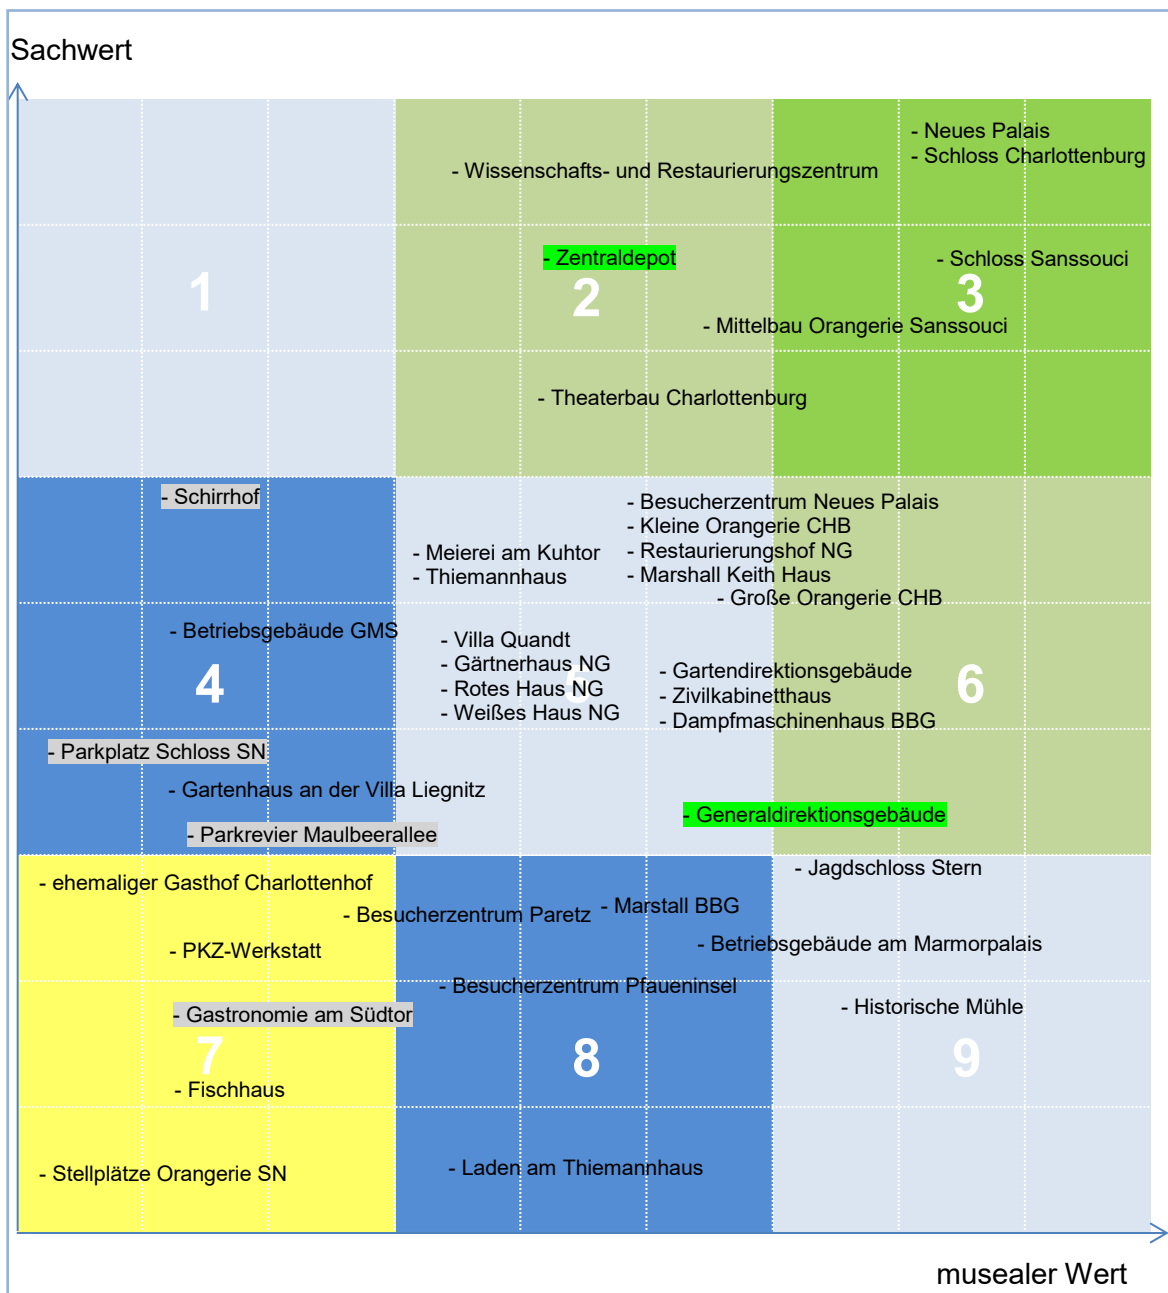 Sachwert
- Neues Palais
- Schloss Charlottenburg
- Wissenschafts- und Restaurierungszentrum
- Zentraldepot
- Schloss Sanssouci
1
2
3
- Mittelbau Orangerie Sanssouci
- Theaterbau Charlottenburg
- Schirrhof
- Besucherzentrum Neues Palais
- Kleine Orangerie CHB
- Restaurierungshof NG
- Marshall Keith Haus
- Große Orangerie CHB
- Meierei am Kuhtor
- Thiemannhaus
- Betriebsgebäude GMS
- Villa Quandt
- Gärtnerhaus NG
- Rotes Haus NG
- Weißes Haus NG
- Gartendirektionsgebäude
- Zivilkabinetthaus
- Dampfmaschinenhaus BBG
4
5
6
- Parkplatz Schloss SN
- Gartenhaus an der Villa Liegnitz
- Parkrevier Maulbeerallee
- Generaldirektionsgebäude
- Jagdschloss Stern
- ehemaliger Gasthof Charlottenhof
- Besucherzentrum Paretz
- Marstall BBG
- PKZ-Werkstatt
- Betriebsgebäude am Marmorpalais
- Besucherzentrum Pfaueninsel
- Gastronomie am Südtor
- Historische Mühle
7
8
9
- Fischhaus
- Stellplätze Orangerie SN
- Laden am Thiemannhaus
musealer Wert